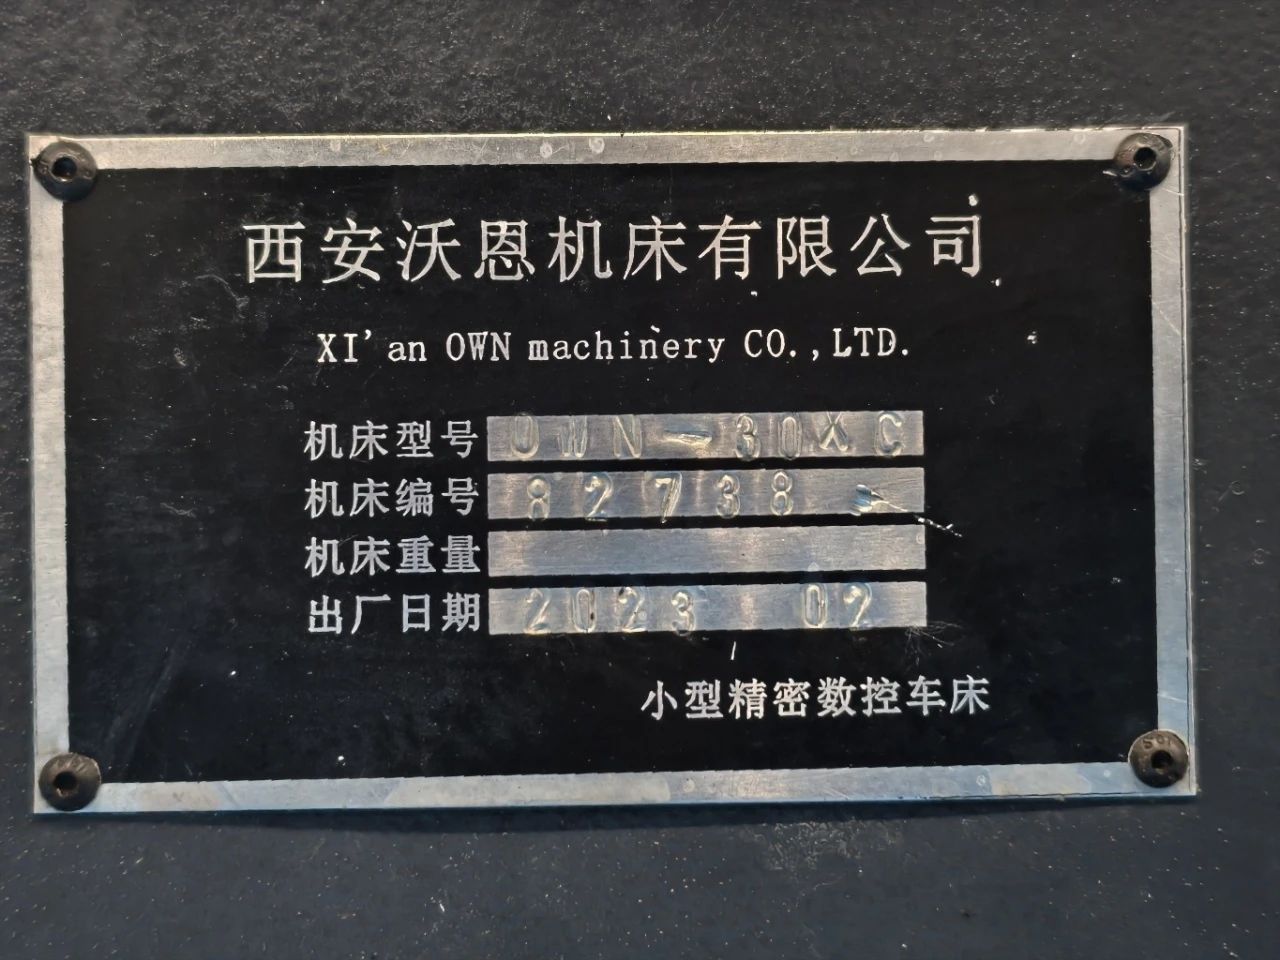 西安沃恩机床有限公司
XI'an OWN machinery CO.,LTD.
机床型号 OWN-30XC
机床编号 82738
机床重量
出厂日期 2023 02
小型精密数控车床